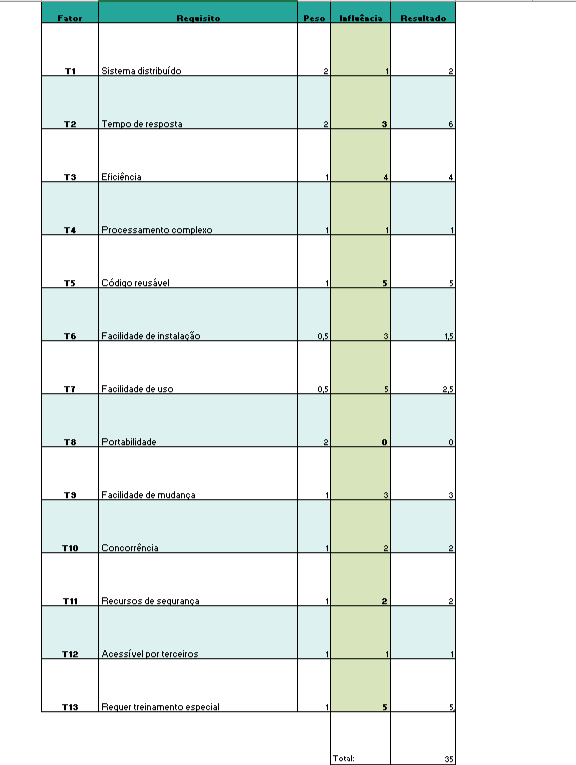 Fator Requisito Peso Influência Resultado
T1 Sistema distribuído 2 1 2
T2 Tempo de resposta 2 3 6
T3 Eficiência 1 4 4
T4 Processamento complexo 1 1 1
T5 Código reusável 1 5 5
T6 Facilidade de instalação 0,5 3 1,5
T7 Facilidade de uso 0,5 5 2,5
T8 Portabilidade 2 0 0
T9 Facilidade de mudança 1 3 3
T10 Concorrência 1 2 2
T11 Recursos de segurança 1 2 2
T12 Acessível por terceiros 1 1 1
T13 Requer treinamento especial 1 5 5
Total: 35